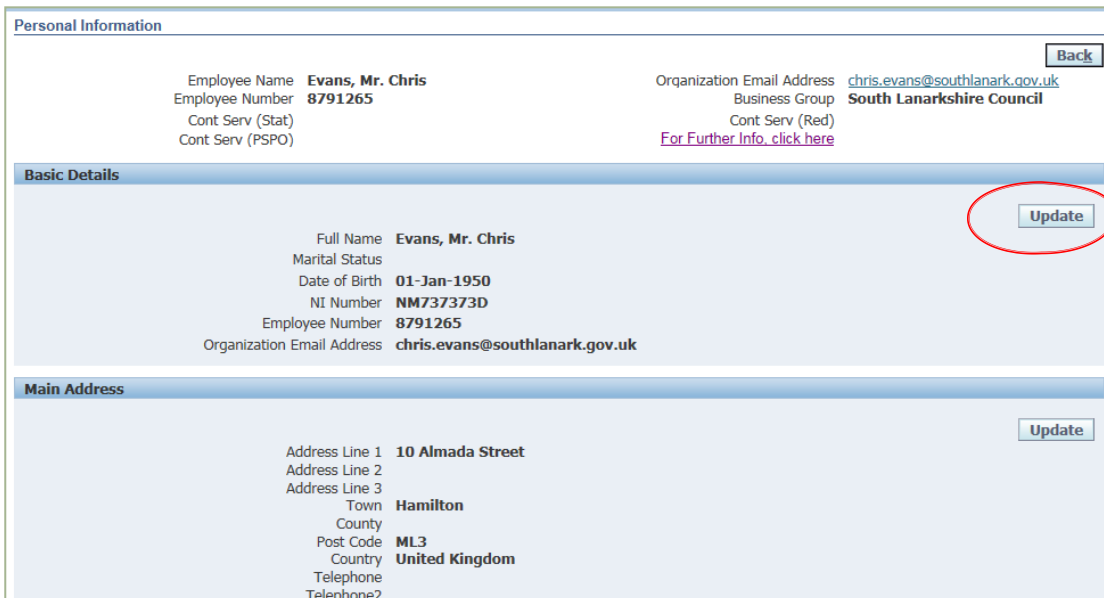 Personal Information
Back
Employee Name Evans, Mr. Chris Organization Email Address chris.evans@southlanark.gov.uk
Employee Number 8791265 Business Group South Lanarkshire Council
Cont Serv (Stat) Cont Serv (Red)
Cont Serv (PSPO) For Further Info, click here
Basic Details
Update
Full Name Evans, Mr. Chris
Marital Status
Date of Birth 01-Jan-1950
NI Number NM737373D
Employee Number 8791265
Organization Email Address chris.evans@southlanark.gov.uk
Main Address
Update
Address Line 1 10 Almada Street
Address Line 2
Address Line 3
Town Hamilton
County
Post Code ML3
Country United Kingdom
Telephone
Telephone2